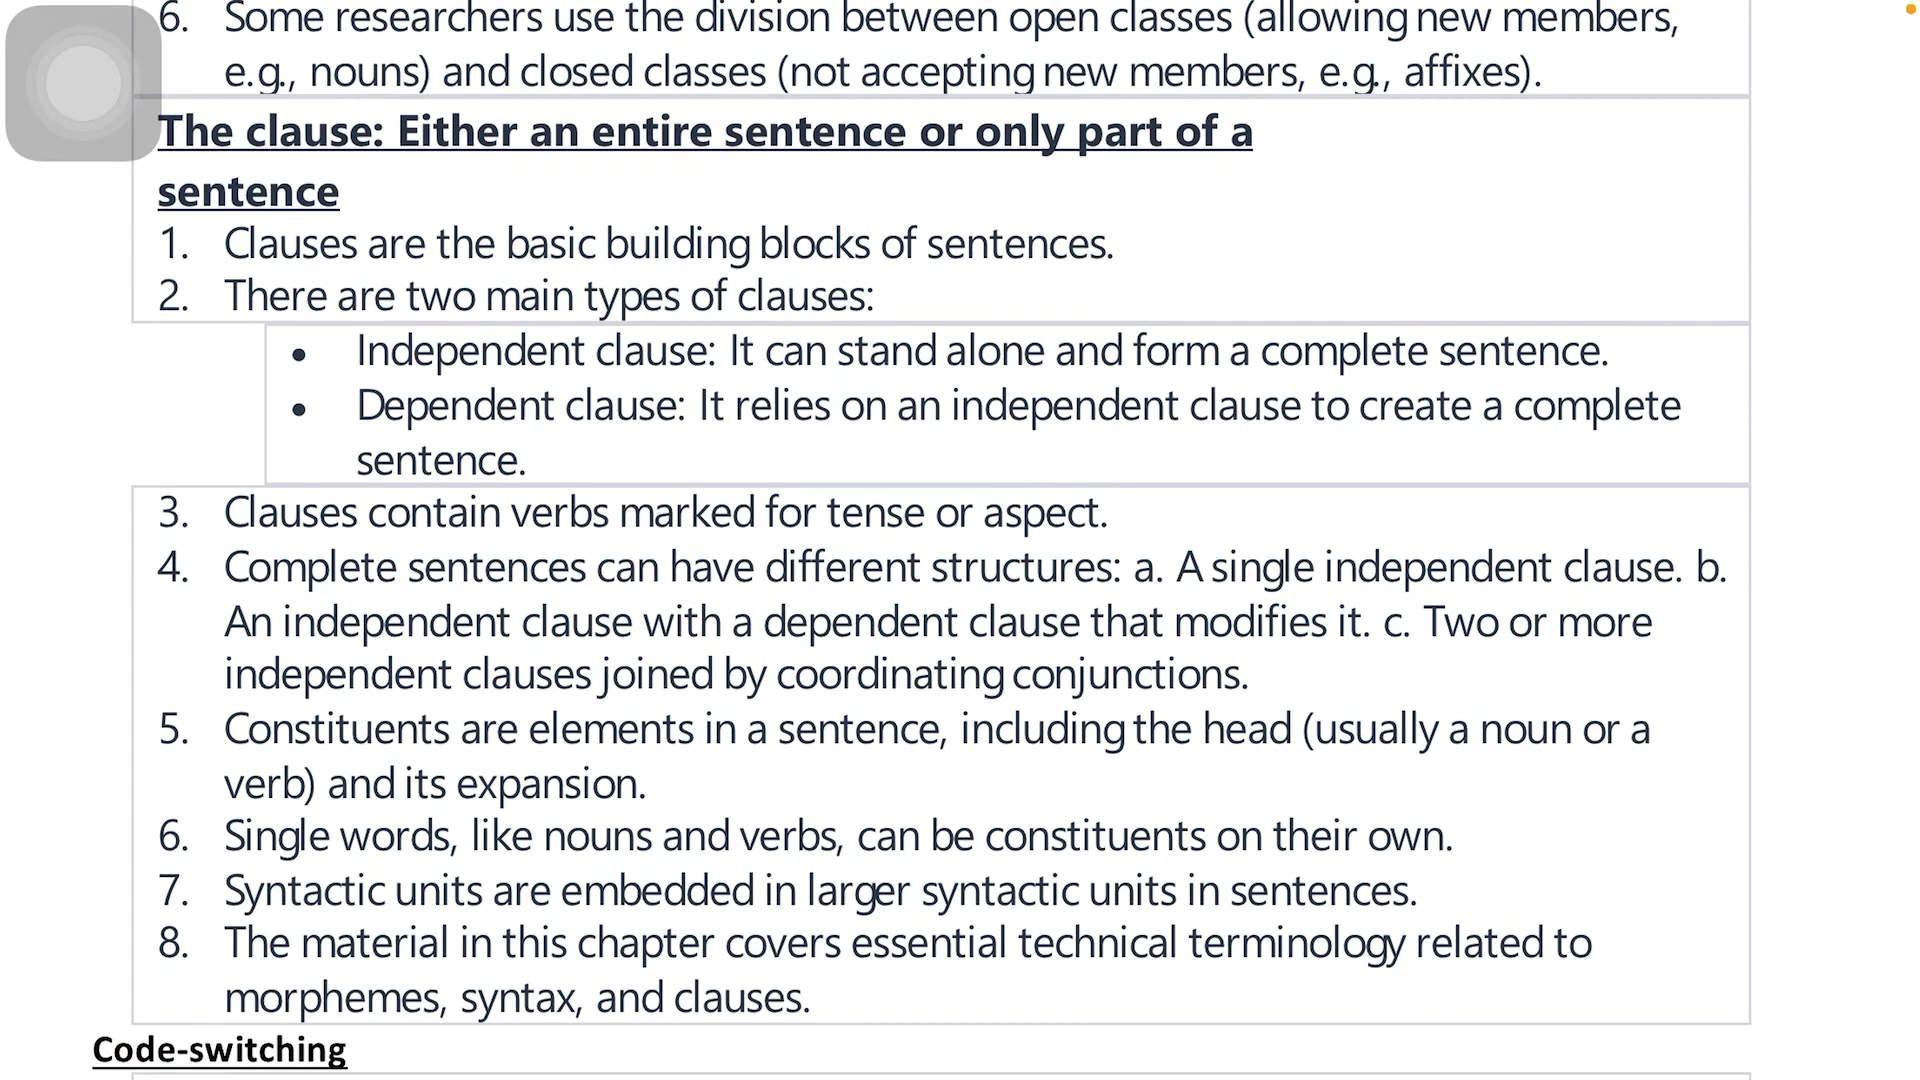 6. Some researchers use the division between open classes (allowing new members,
e.g., nouns) and closed classes (not accepting new members, e.g., affixes).
The clause: Either an entire sentence or only part of a
sentence
1. Clauses are the basic building blocks of sentences.
2. There are two main types of clauses:
• Independent clause: It can stand alone and form a complete sentence.
• Dependent clause: It relies on an independent clause to create a complete
sentence.
3. Clauses contain verbs marked for tense or aspect.
4. Complete sentences can have different structures: a. A single independent clause. b.
An independent clause with a dependent clause that modifies it. c. Two or more
independent clauses joined by coordinating conjunctions.
5. Constituents are elements in a sentence, including the head (usually a noun or a
verb) and its expansion.
6. Single words, like nouns and verbs, can be constituents on their own.
7. Syntactic units are embedded in larger syntactic units in sentences.
8. The material in this chapter covers essential technical terminology related to
morphemes, syntax, and clauses.
Code-switching